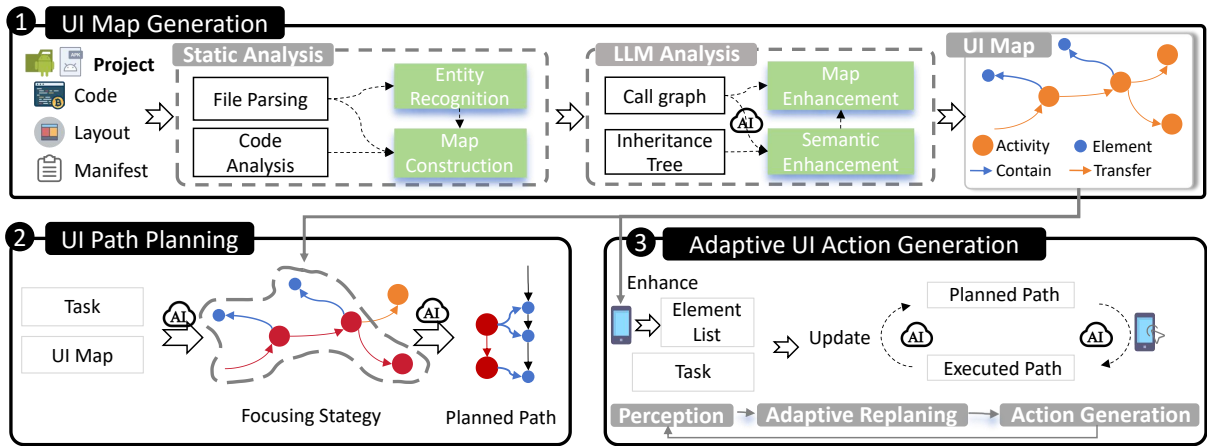 1 UI Map Generation
APK
Project
Code
Layout
Manifest
Static Analysis
File Parsing
Code
Analysis
Entity
Recognition
Map
Construction
LLM Analysis
Call graph
Inheritance
Tree
AI
Map
Enhancement
Semantic
Enhancement
UI Map
Activity
Element
Contain
Transfer
2 UI Path Planning
Task
UI Map
AI
Focusing Stategy
AI
Planned Path
3 Adaptive UI Action Generation
Enhance
Element
List
Task
Update
Planned Path
AI
AI
Executed Path
Perception
Adaptive Replaning
Action Generation